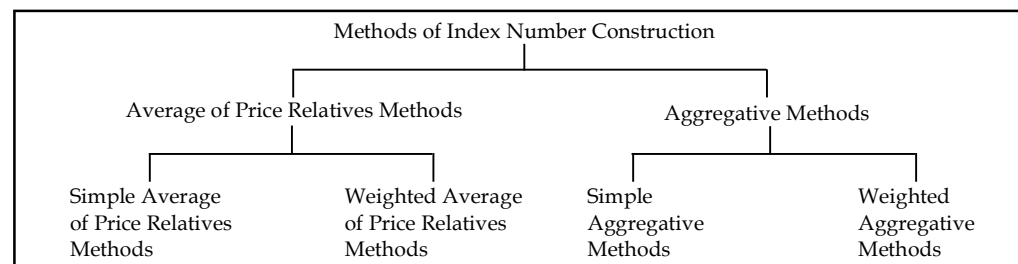 Methods of Index Number Construction
Average of Price Relatives Methods
Aggregative Methods
Simple Average
of Price Relatives
Methods
Weighted Average
of Price Relatives
Methods
Simple
Aggregative
Methods
Weighted
Aggregative
Methods